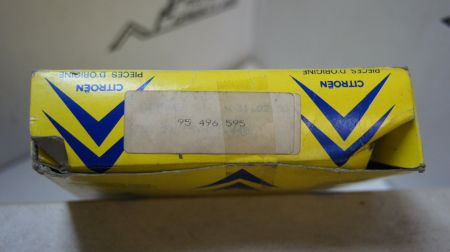 CITROËN
PIECES D'ORIGINE
CITROËN
PIECES D'ORIGINE
95 496 595